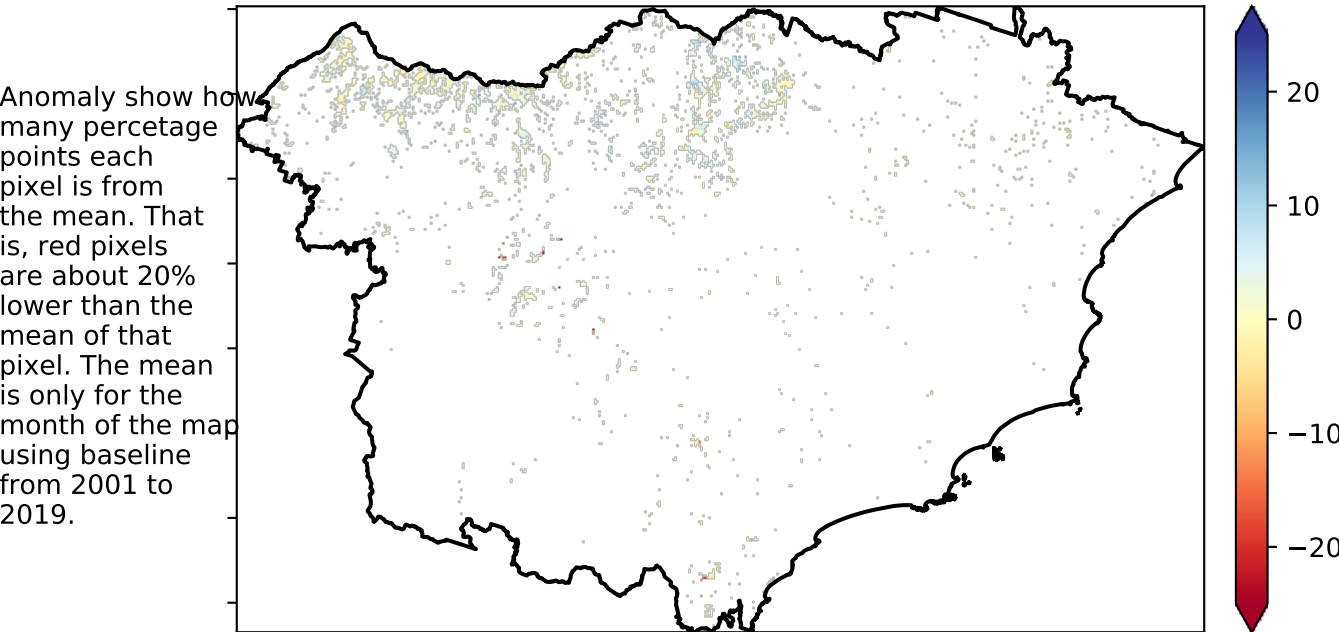 Anomaly show how
many percetage
points each
pixel is from
the mean. That
is, red pixels
are about 20%
lower than the
mean of that
pixel. The mean
is only for the
month of the map
using baseline
from 2001 to
2019.
20
10
0
−10
−20